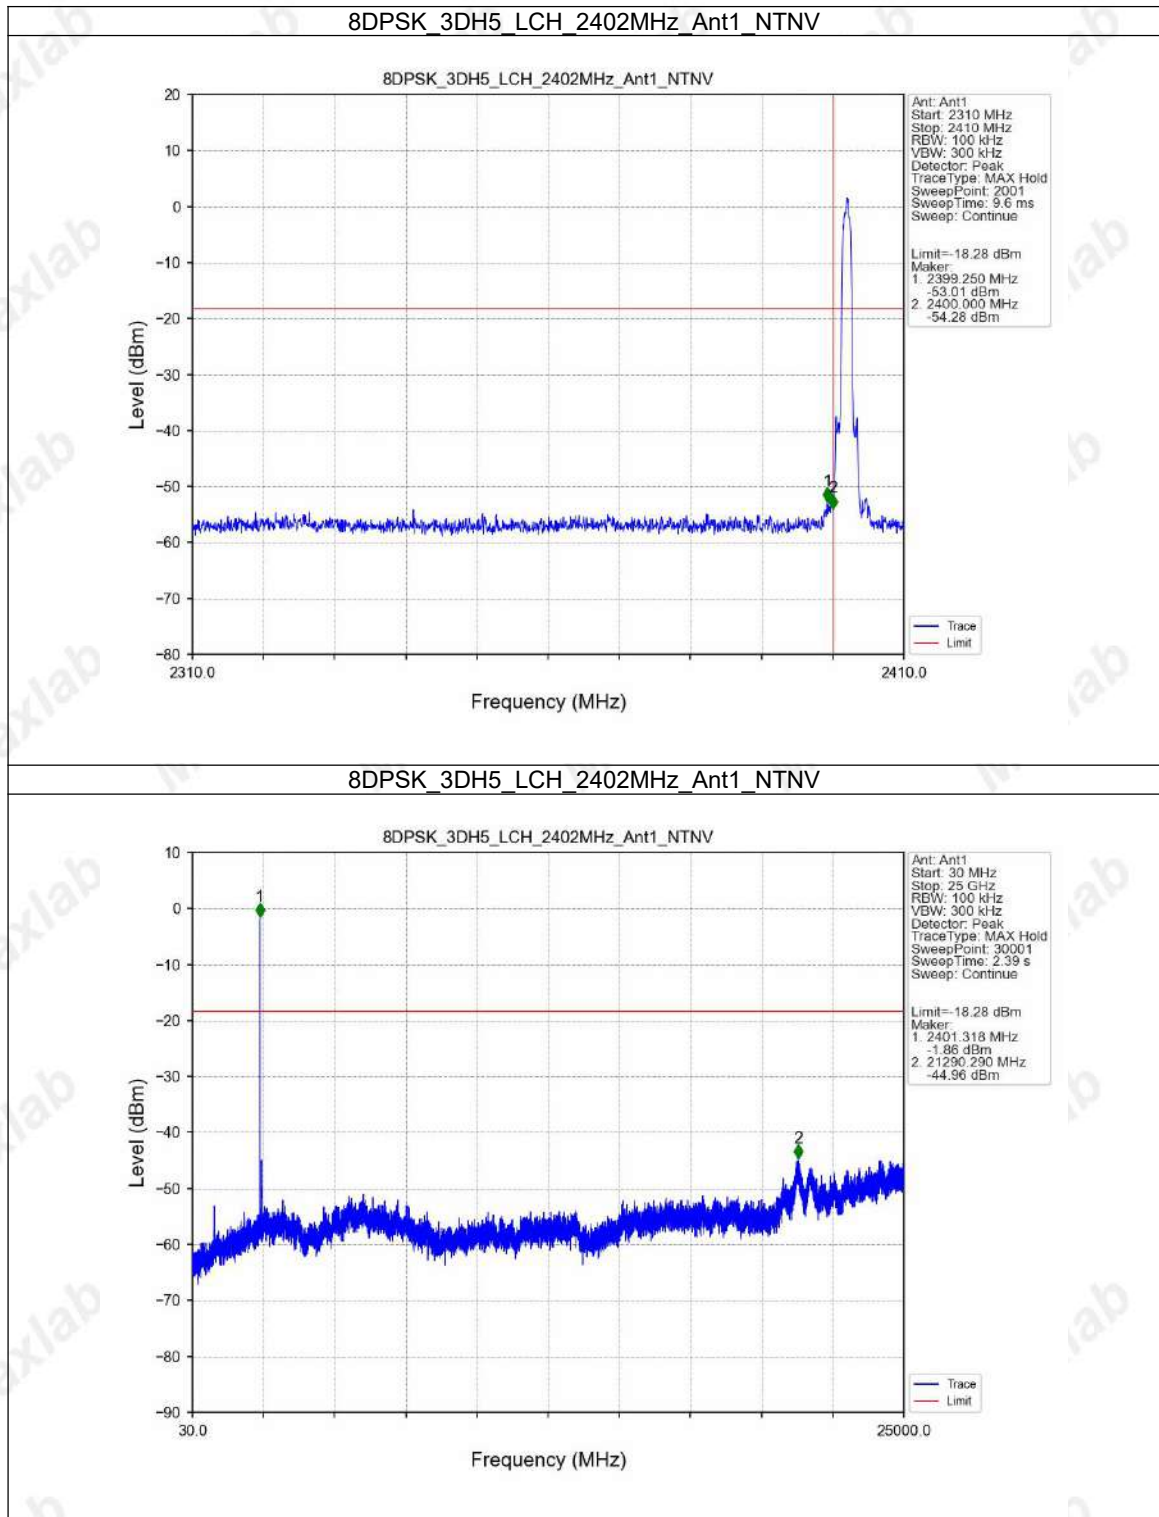 8DPSK_3DH5_LCH_2402MHz_Ant1_NTNV
8DPSK_3DH5_LCH_2402MHz_Ant1_NTNV
20
10
0
−10
−20
−30
−40
−50
−60
−70
−80
Level (dBm)
1
2
2310.0
2410.0
Frequency (MHz)
Ant: Ant1
Start: 2310 MHz
Stop: 2410 MHz
RBW: 100 kHz
VBW: 300 kHz
Detector: Peak
TraceType: MAX Hold
SweepPoint: 2001
SweepTime: 9.6 ms
Sweep: Continue
Limit=-18.28 dBm
Maker:
1. 2399.250 MHz
-53.01 dBm
2. 2400.000 MHz
-54.28 dBm
Trace
Limit
8DPSK_3DH5_LCH_2402MHz_Ant1_NTNV
8DPSK_3DH5_LCH_2402MHz_Ant1_NTNV
10
0
−10
−20
−30
−40
−50
−60
−70
−80
−90
Level (dBm)
1
2
30.0
25000.0
Frequency (MHz)
Ant: Ant1
Start: 30 MHz
Stop: 25 GHz
RBW: 100 kHz
VBW: 300 kHz
Detector: Peak
TraceType: MAX Hold
SweepPoint: 30001
SweepTime: 2.39 s
Sweep: Continue
Limit=-18.28 dBm
Maker:
1. 2401.318 MHz
-1.86 dBm
2. 21290.290 MHz
-44.96 dBm
Trace
Limit